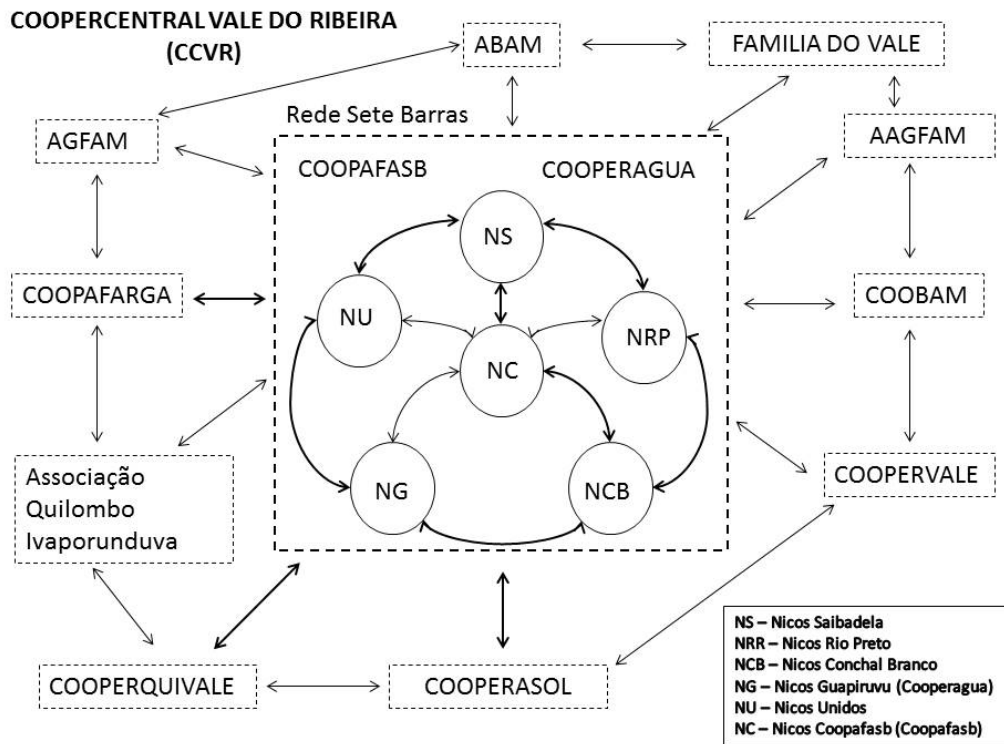 COOPERCENTRAL VALE DO RIBEIRA
(CCVR)
ABAM
FAMILIA DO VALE
Rede Sete Barras
AGFAM
AAGFAM
COOPAFASB
COOPERAGUA
NS
COOPAFARGA
NU
NRP
COOBAM
NC
Associação
Quilombo
Ivaporunduva
NG
NCB
COOPERVALE
COOPERQUIVALE
COOPERASOL
NS – Nicos Saibadela
NRR – Nicos Rio Preto
NCB – Nicos Conchal Branco
NG – Nicos Guapiruvu (Cooperagua)
NU – Nicos Unidos
NC – Nicos Coopafasb (Coopafasb)